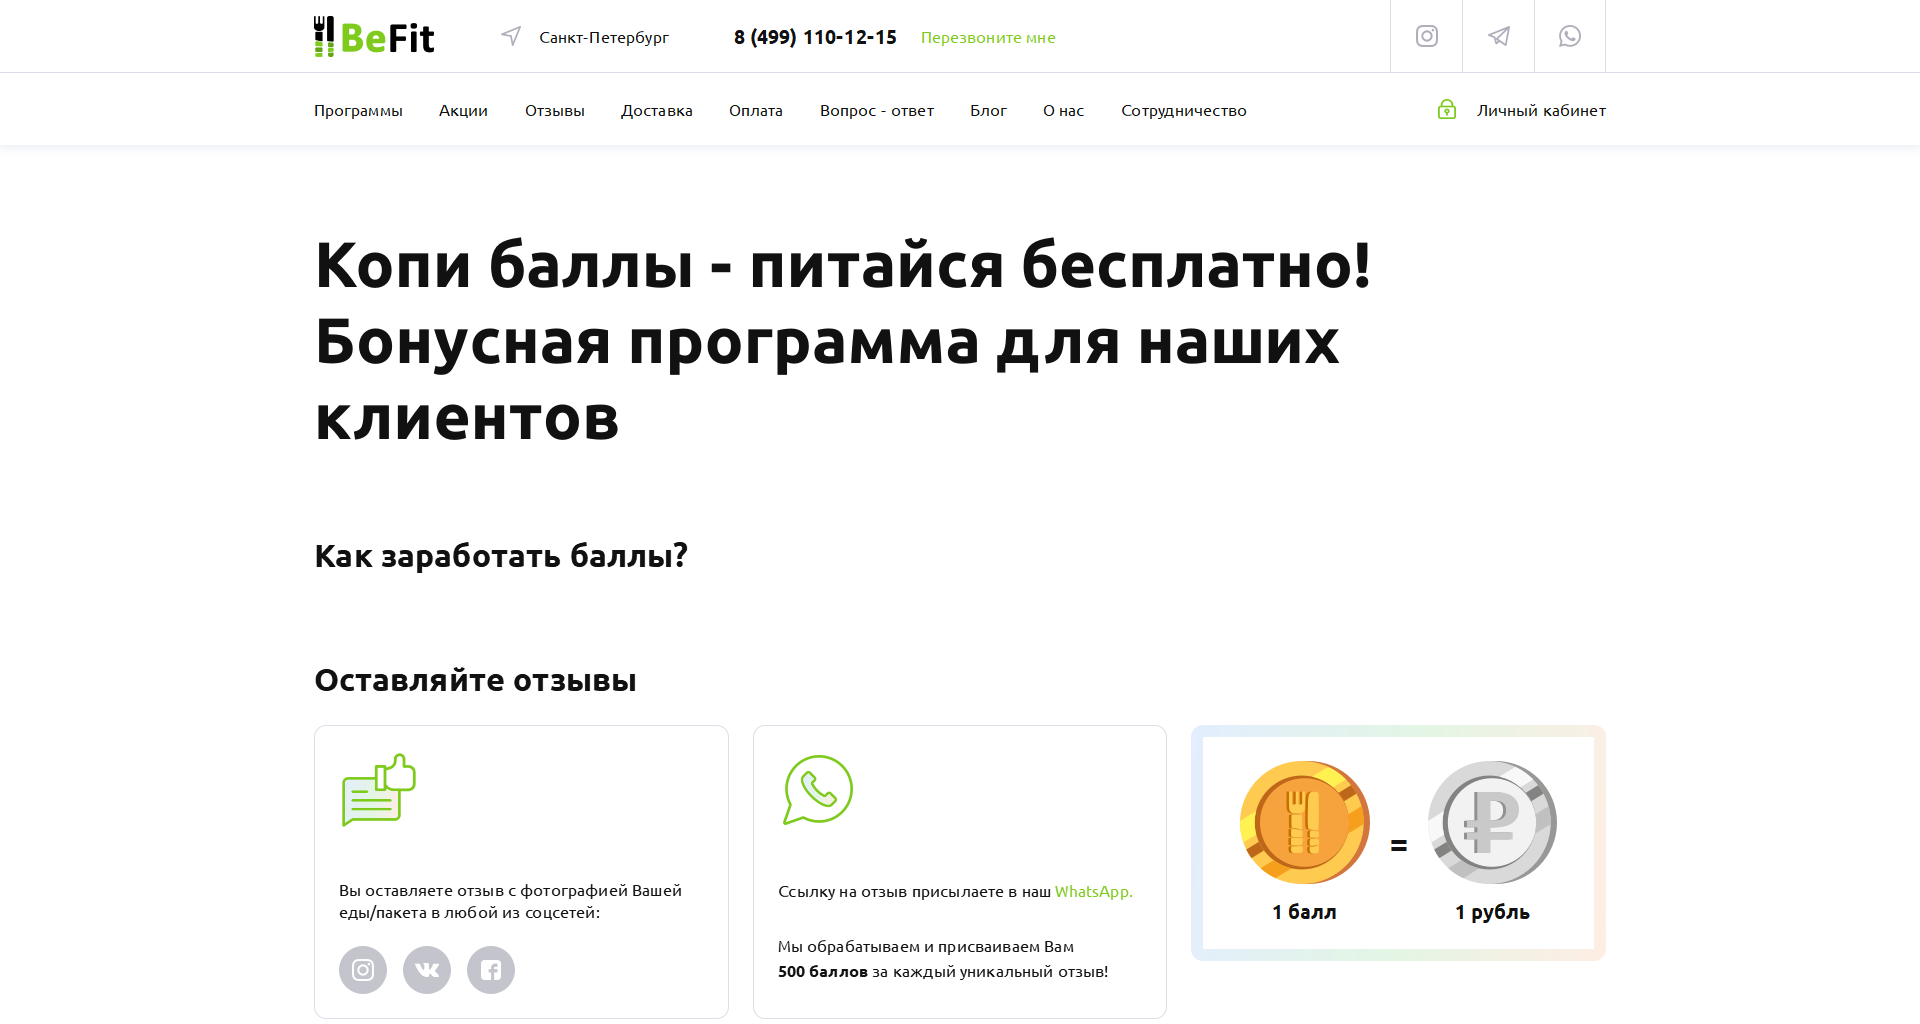 BeFit
Санкт-Петербург
8 (499) 110-12-15
Перезвоните мне
Программы
Акции
Отзывы
Доставка
Оплата
Вопрос - ответ
Блог
О нас
Сотрудничество
Личный кабинет
Копи баллы - питайся бесплатно!
Бонусная программа для наших
клиентов
Как заработать баллы?
Оставляйте отзывы
Вы оставляете отзыв с фотографией Вашей
еды/пакета в любой из соцсетей:
Ссылку на отзыв присылаете в наш WhatsApp.
Мы обрабатываем и присваиваем Вам
500 баллов за каждый уникальный отзыв!
=
1 балл
1 рубль